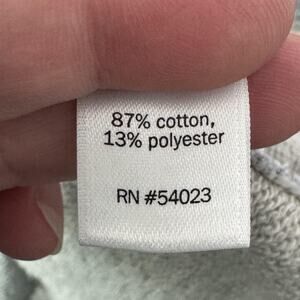 87% cotton,
13% polyester
RN #54023